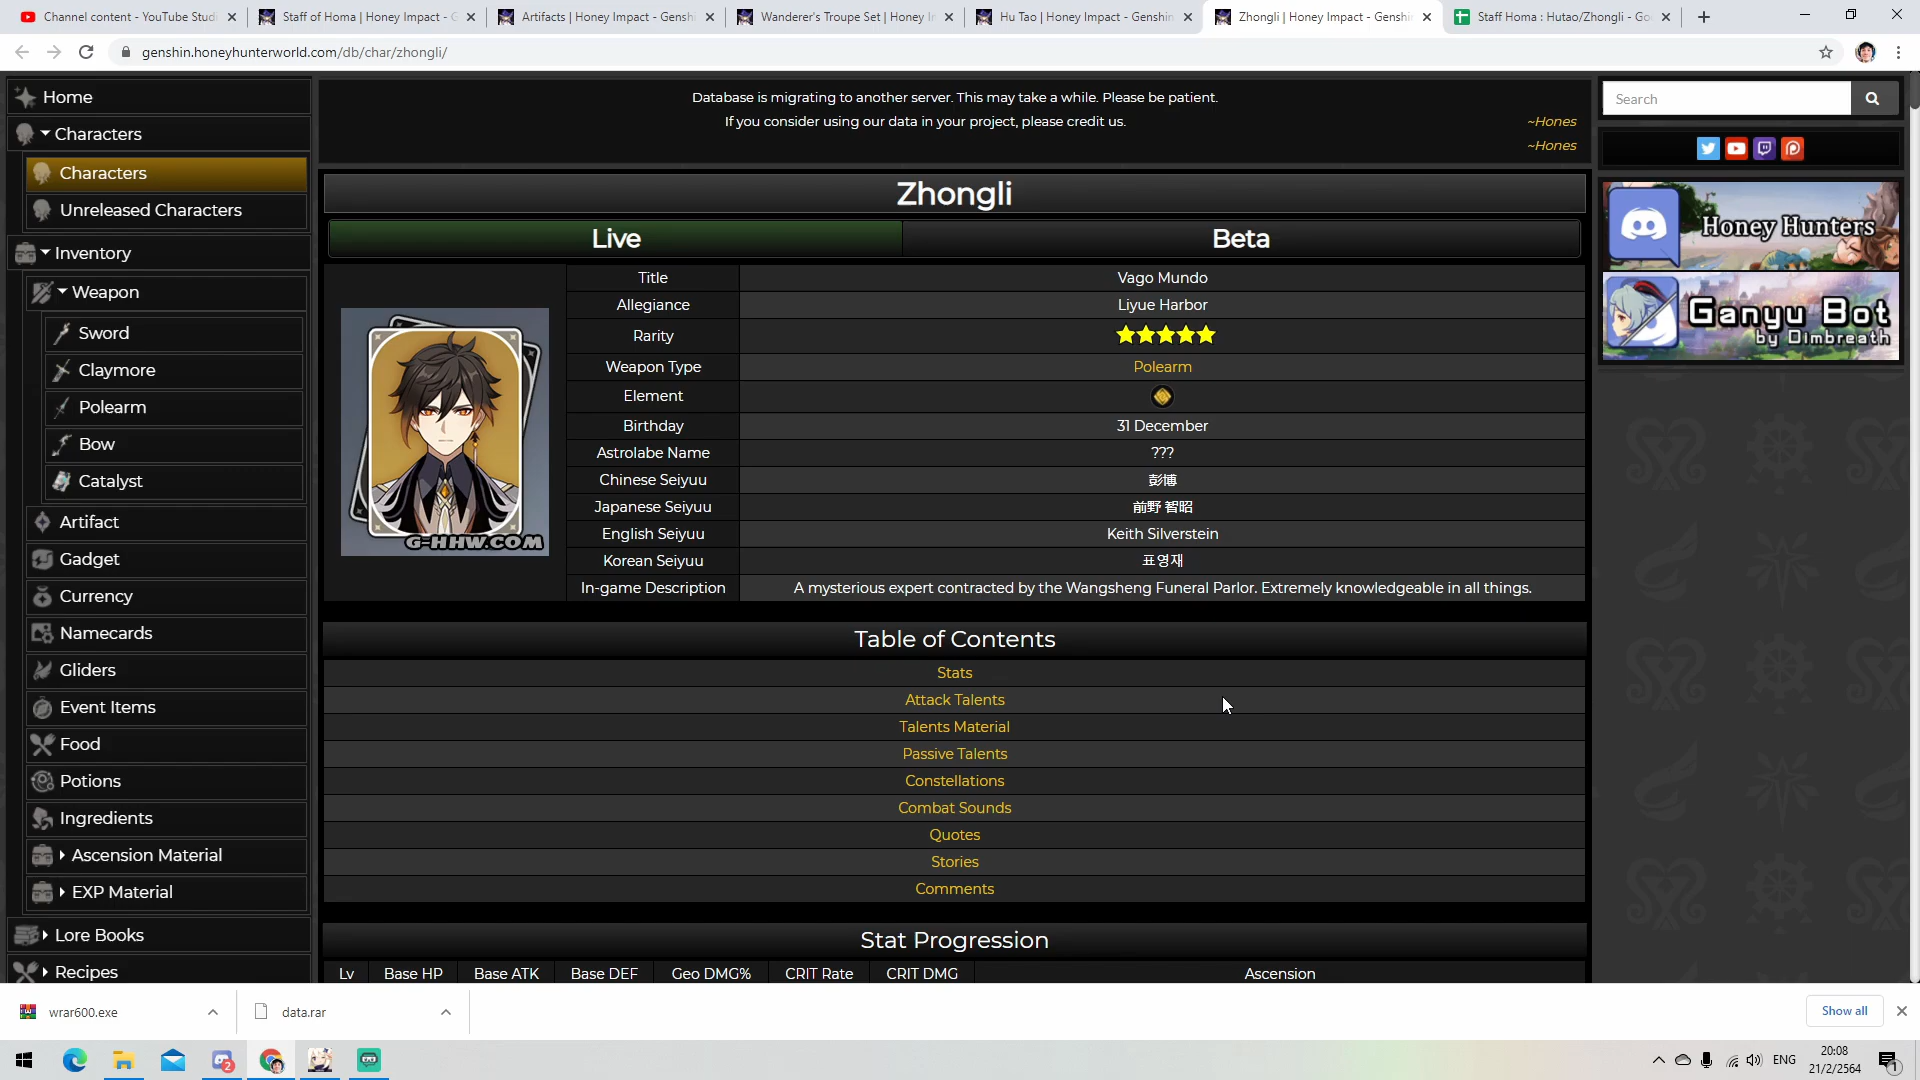 Channel content - YouTube Studi
Staff of Homa | Honey Impact - G
Artifacts | Honey Impact - Genshi
Wanderer's Troupe Set | Honey I
Hu Tao | Honey Impact - Genshin
Zhongli | Honey Impact - Genshin
Staff Homa : Hutao/Zhongli - Go
genshin.honeyhunterworld.com/db/char/zhongli/
Home
Characters
Characters
Unreleased Characters
Inventory
Weapon
Sword
Claymore
Polearm
Bow
Catalyst
Artifact
Gadget
Currency
Namecards
Gliders
Event Items
Food
Potions
Ingredients
Ascension Material
EXP Material
Lore Books
Recipes
Database is migrating to another server. This may take a while. Please be patient.
If you consider using our data in your project, please credit us.
~Hones
~Hones
Zhongli
Live
Beta
G-HHW.COM
Title Vago Mundo
Allegiance Liyue Harbor
Rarity
Weapon Type Polearm
Element
Birthday 31 December
Astrolabe Name ???
Chinese Seiyuu 彭博
Japanese Seiyuu 前野 智昭
English Seiyuu Keith Silverstein
Korean Seiyuu 표영재
In-game Description A mysterious expert contracted by the Wangsheng Funeral Parlor. Extremely knowledgeable in all things.
Table of Contents
Stats
Attack Talents
Talents Material
Passive Talents
Constellations
Combat Sounds
Quotes
Stories
Comments
Stat Progression
Lv Base HP Base ATK Base DEF Geo DMG% CRIT Rate CRIT DMG Ascension
Search
Honey Hunters
Ganyu Bot
by Dimbreath
wrar600.exe
data.rar
Show all
2
ENG
20:08
21/2/2564
1